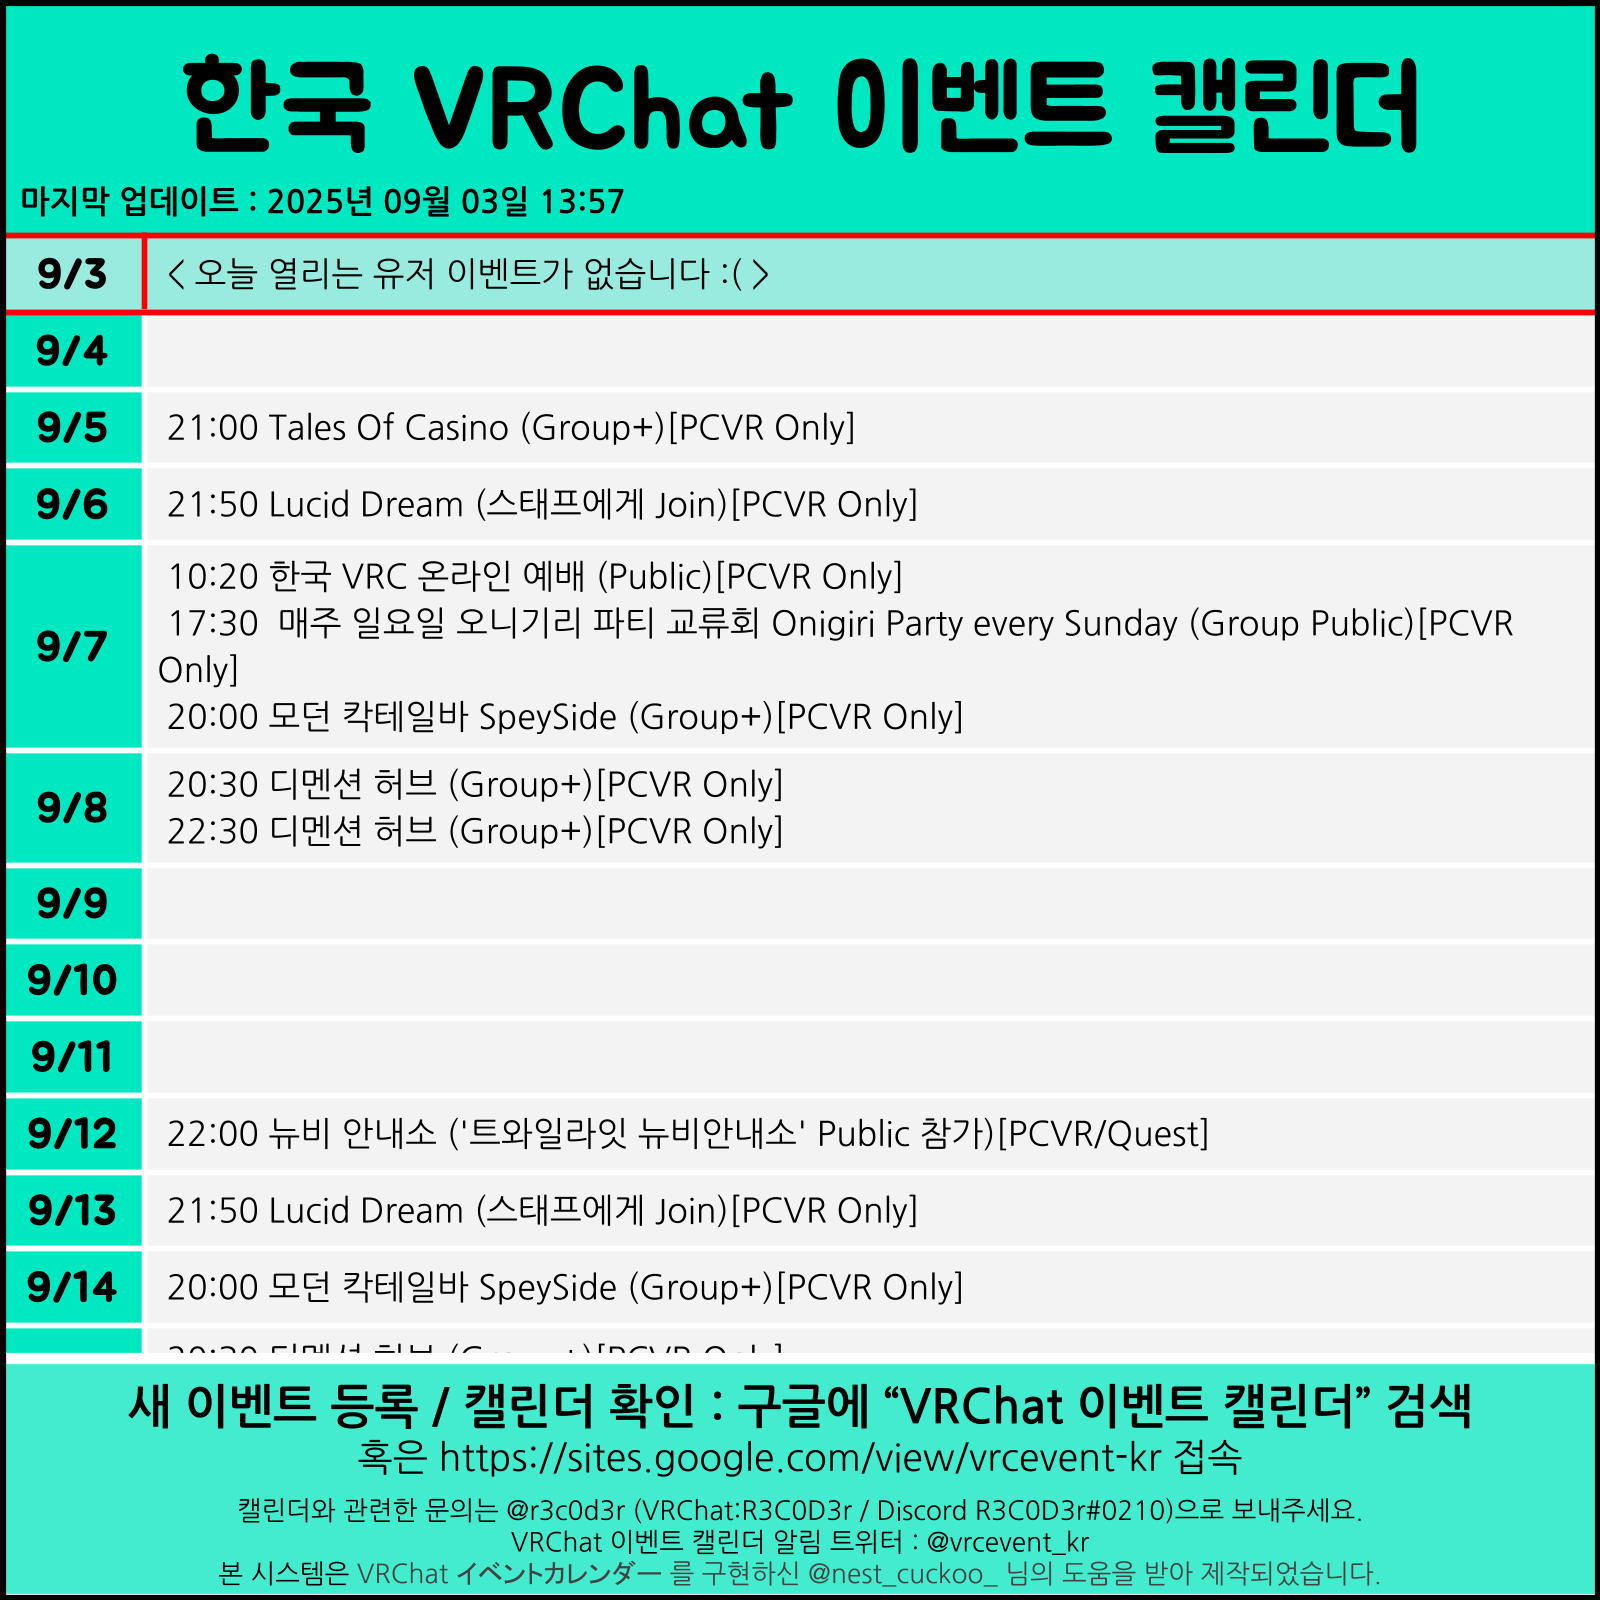 한국 VRChat 이벤트 캘린더
마지막 업데이트 : 2025년 09월 03일 13:57
9/3 < 오늘 열리는 유저 이벤트가 없습니다 :( >
9/4
9/5 21:00 Tales Of Casino (Group+)[PCVR Only]
9/6 21:50 Lucid Dream (스태프에게 Join)[PCVR Only]
9/7 10:20 한국 VRC 온라인 예배 (Public)[PCVR Only]
17:30 매주 일요일 오니기리 파티 교류회 Onigiri Party every Sunday (Group Public)[PCVR
Only]
20:00 모던 칵테일바 SpeySide (Group+)[PCVR Only]
9/8 20:30 디멘션 허브 (Group+)[PCVR Only]
22:30 디멘션 허브 (Group+)[PCVR Only]
9/9
9/10
9/11
9/12 22:00 뉴비 안내소 ('트와일라잇 뉴비안내소' Public 참가)[PCVR/Quest]
9/13 21:50 Lucid Dream (스태프에게 Join)[PCVR Only]
9/14 20:00 모던 칵테일바 SpeySide (Group+)[PCVR Only]
20:30 디멘션 허브 (Group+)[PCVR Only]
새 이벤트 등록 / 캘린더 확인 : 구글에 “VRChat 이벤트 캘린더” 검색
혹은 https://sites.google.com/view/vrcevent-kr 접속
캘린더와 관련한 문의는 @r3c0d3r (VRChat:R3C0D3r / Discord R3C0D3r#0210)으로 보내주세요.
VRChat 이벤트 캘린더 알림 트위터 : @vrcevent_kr
본 시스템은 VRChat イベントカレンダー 를 구현하신 @nest_cuckoo_ 님의 도움을 받아 제작되었습니다.